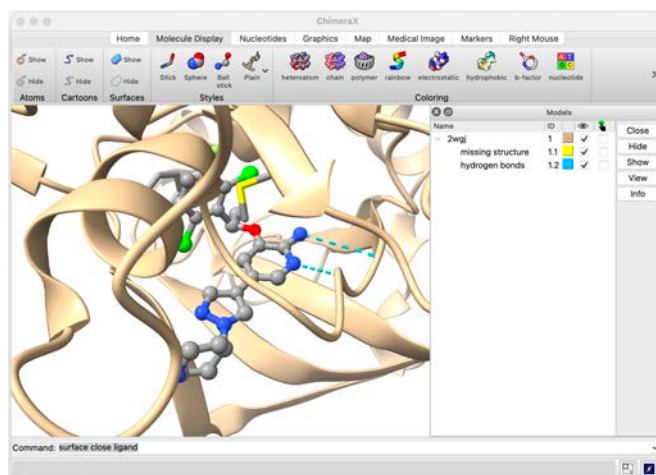 ChimeraX
Home Molecule Display Nucleotides Graphics Map Medical Image Markers Right Mouse
Show Show Show Stick Sphere Ball stick Plain heteroatom chain polymer rainbow electrostatic hydrophobic b-factor nucleotide
Hide Hide Hide
Atoms Cartoons Surfaces Styles Coloring
Models
Name ID
2wgj 1
missing structure 1.1
hydrogen bonds 1.2
Close
Hide
Show
View
Info
Command: surface close ligand